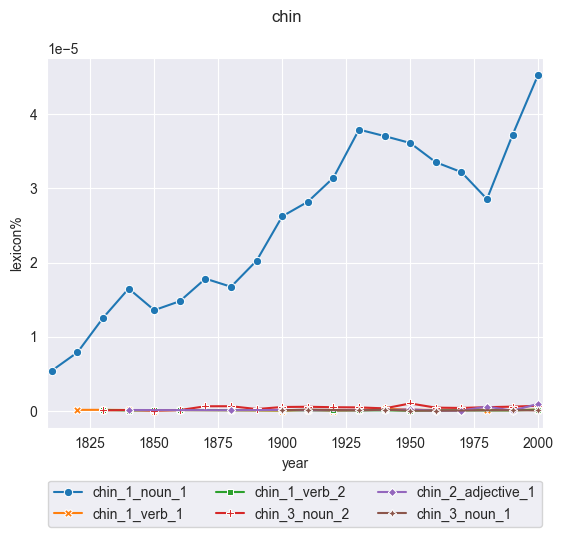 chin
1e−5
4
3
2
1
0
lexicon%
1825 1850 1875 1900 1925 1950 1975 2000
year
chin_1_noun_1 chin_1_verb_2 chin_2_adjective_1
chin_1_verb_1 chin_3_noun_2 chin_3_noun_1